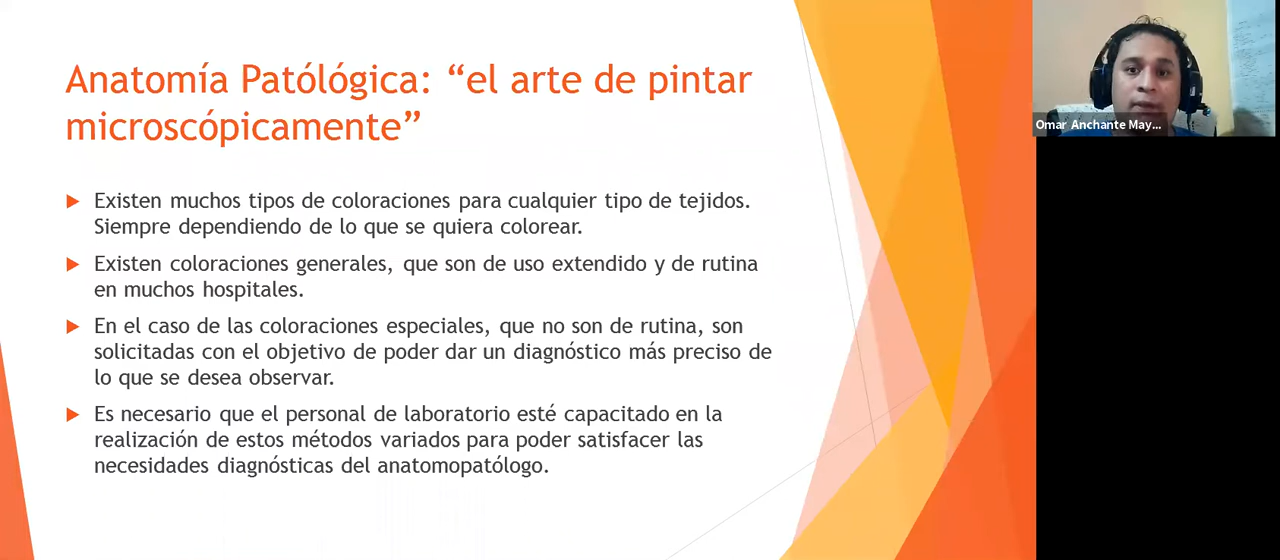 Anatomía Patólógica: “el arte de pintar
microscópicamente”
Existen muchos tipos de coloraciones para cualquier tipo de tejidos.
Siempre dependiendo de lo que se quiera colorear.
Existen coloraciones generales, que son de uso extendido y de rutina
en muchos hospitales.
En el caso de las coloraciones especiales, que no son de rutina, son
solicitadas con el objetivo de poder dar un diagnóstico más preciso de
lo que se desea observar.
Es necesario que el personal de laboratorio esté capacitado en la
realización de estos métodos variados para poder satisfacer las
necesidades diagnósticas del anatomopatólogo.
Omar Anchante May...